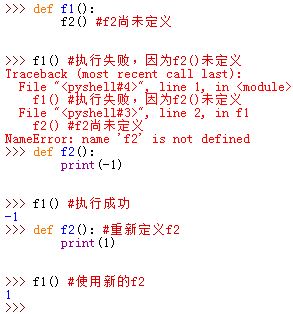 >>> def f1():
        f2() #f2尚未定义
>>> f1() #执行失败，因为f2()未定义
Traceback (most recent call last):
  File "<pyshell#4>", line 1, in <module>
    f1() #执行失败，因为f2()未定义
  File "<pyshell#3>", line 2, in f1
    f2() #f2尚未定义
NameError: name 'f2' is not defined
>>> def f2():
        print(-1)
>>> f1() #执行成功
-1
>>> def f2(): #重新定义f2
        print(1)
>>> f1() #使用新的f2
1
>>>